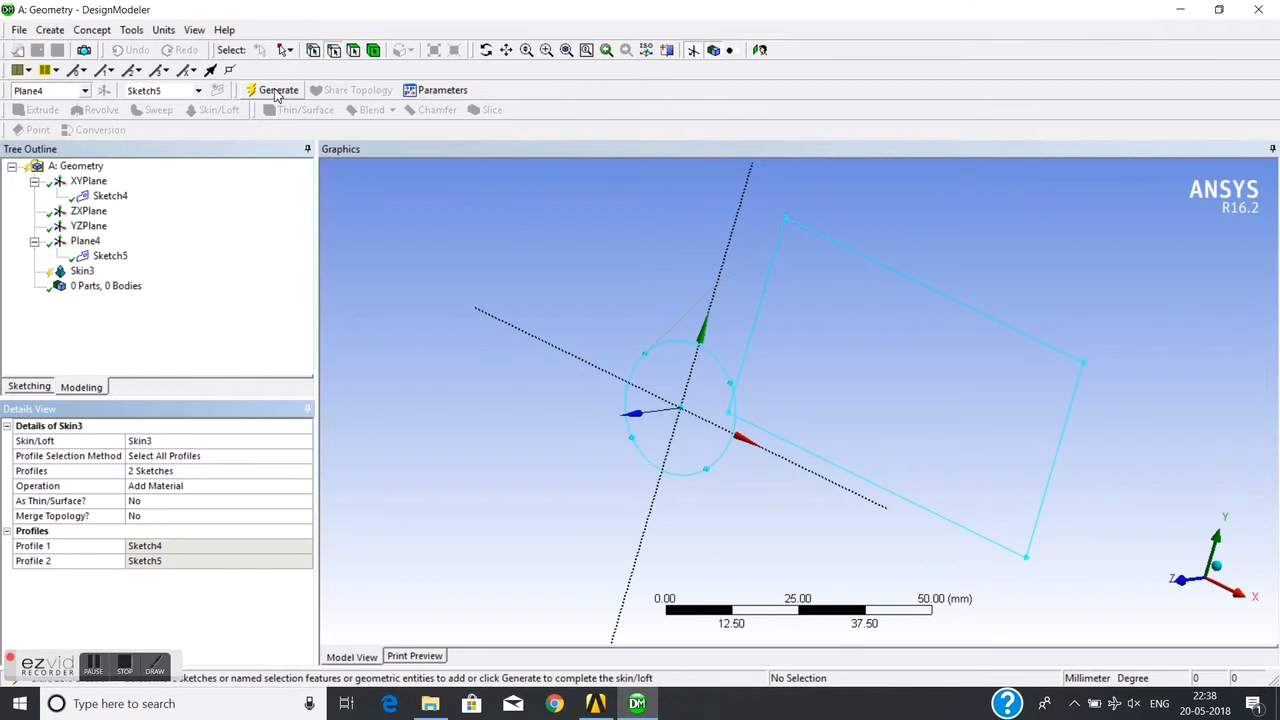 A: Geometry - DesignModeler
File Create Concept Tools Units View Help
Undo Redo Select: ISO
Plane4 Sketch5 Generate Share Topology Parameters
Extrude Revolve Sweep Skin/Loft Thin/Surface Blend Chamfer Slice
Point Conversion
Tree Outline
Graphics
A: Geometry
XYPlane
Sketch4
ZXPlane
YZPlane
Plane4
Sketch5
Skin3
0 Parts, 0 Bodies
Sketching Modeling
Details View
Details of Skin3
Skin/Loft Skin3
Profile Selection Method Select All Profiles
Profiles 2 Sketches
Operation Add Material
As Thin/Surface? No
Merge Topology? No
Profiles
Profile 1 Sketch4
Profile 2 Sketch5
ANSYS
R16.2
Y
Z
X
0.00 25.00 50.00 (mm)
12.50 37.50
Model View Print Preview
ezvid
RECORDER
PAUSE STOP DRAW
sketches or named selection features or geometric entities to add or click Generate to complete the skin/loft
No Selection
Millimeter Degree 0 0
Type here to search
ENG
22:38
20-05-2018